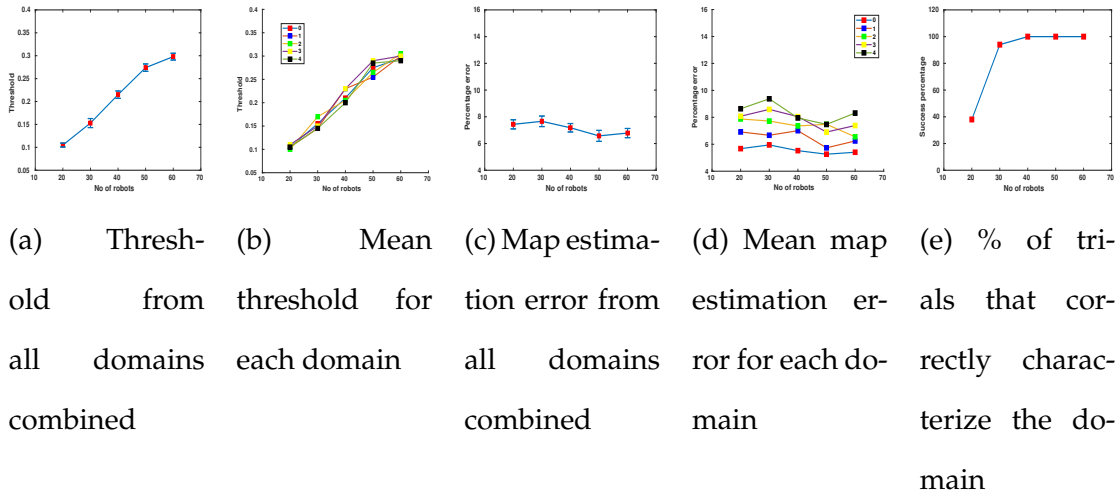 0.4
0.35
0.3
0.25
0.2
0.15
0.1
0.05
Threshold
10 20 30 40 50 60 70
No of robots
0.4
0.35
0.3
0.25
0.2
0.15
0.1
0.05
Threshold
0
1
2
3
4
10 20 30 40 50 60 70
No of robots
16
14
12
10
8
6
4
Percentage error
10 20 30 40 50 60 70
No of robots
16
14
12
10
8
6
4
Percentage error
0
1
2
3
4
10 20 30 40 50 60 70
No of robots
120
100
80
60
40
20
0
Success percentage
10 20 30 40 50 60 70
No of robots
(a) Thresh-
old from
all domains
combined
(b) Mean
threshold for
each domain
(c) Map estima-
tion error from
all domains
combined
(d) Mean map
estimation er-
ror for each do-
main
(e) % of tri-
als that cor-
rectly charac-
terize the do-
main